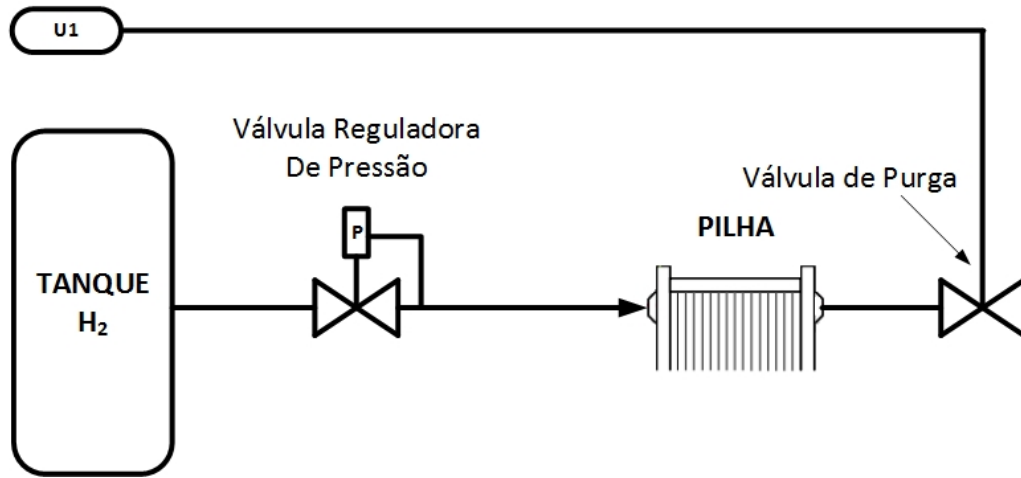 U1
Válvula Reguladora
De Pressão
Válvula de Purga
P
PILHA
TANQUE
H₂